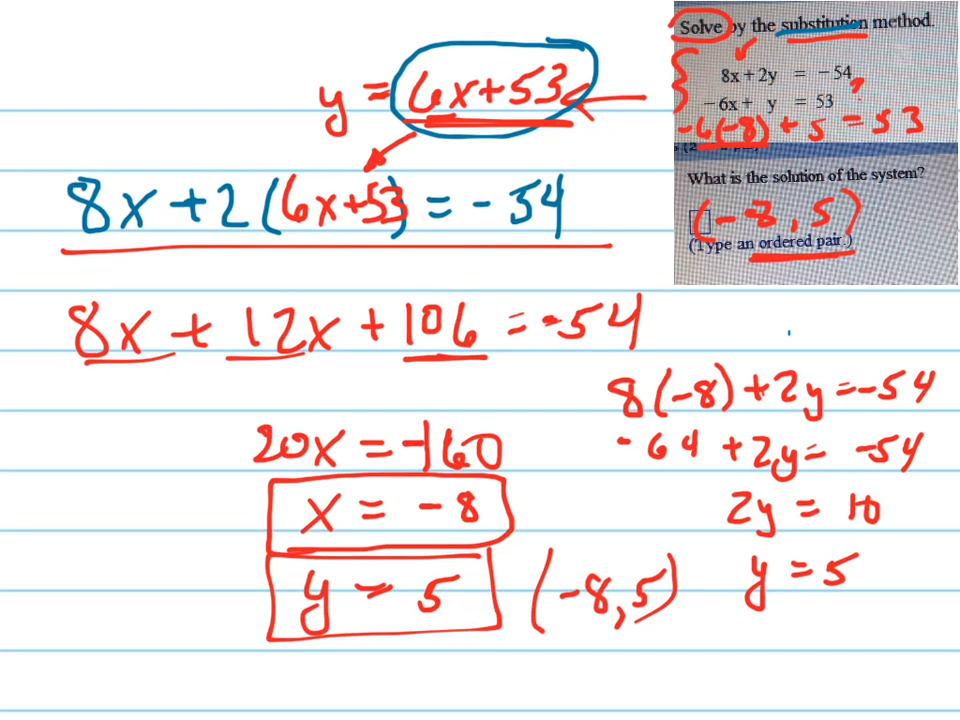 Solve by the substitution method.
8x + 2y = - 54
- 6x + y = 53 ?
-6(-8) + 5 = 53
What is the solution of the system?
(-8, 5)
(Type an ordered pair.)
y = 6x+53
8x + 2(6x+53) = - 54
8x + 12x + 106 = -54
20x = -160
x = - 8
y = 5 (-8,5)
8(-8) + 2y = -54
-64 + 2y = -54
2y = 10
y = 5